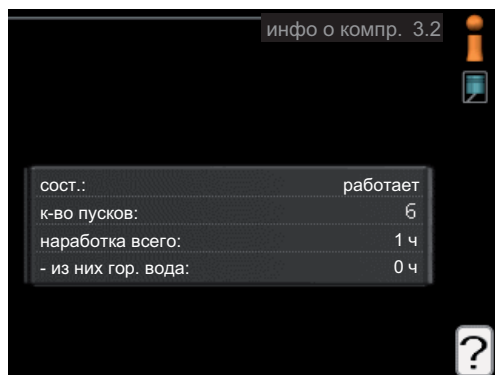 инфо о компр. 3.2
сост.: работает
к-во пусков: 6
наработка всего: 1 ч
- из них гор. вода: 0 ч
?